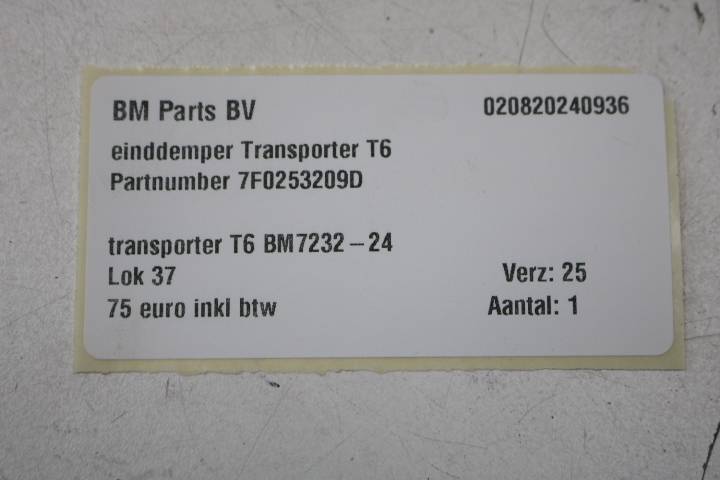 BM Parts BV 020820240936
einddemper Transporter T6
Partnumber 7F0253209D
transporter T6 BM7232-24
Lok 37 Verz: 25
75 euro inkl btw Aantal: 1